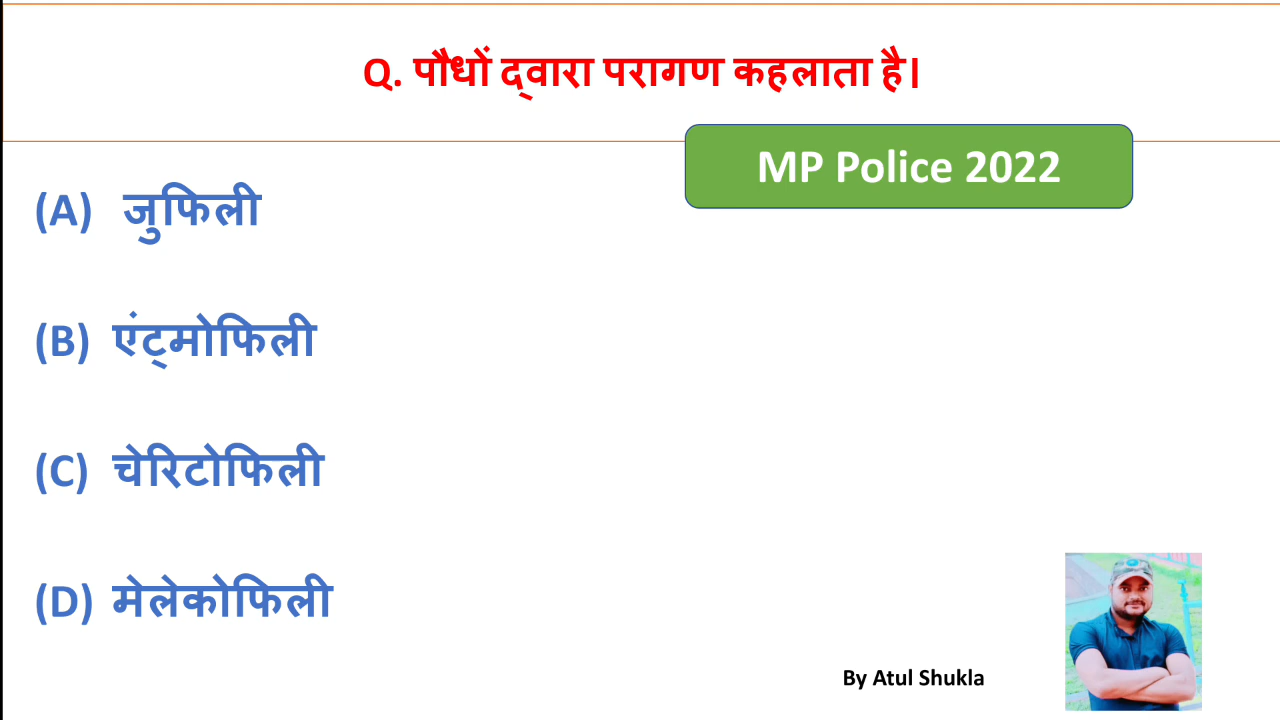 Q. पौधों द्वारा परागण कहलाता है।
MP Police 2022
(A) जुफिली
(B) एंट्मोफिली
(C) चेरिटोफिली
(D) मेलेकोफिली
By Atul Shukla